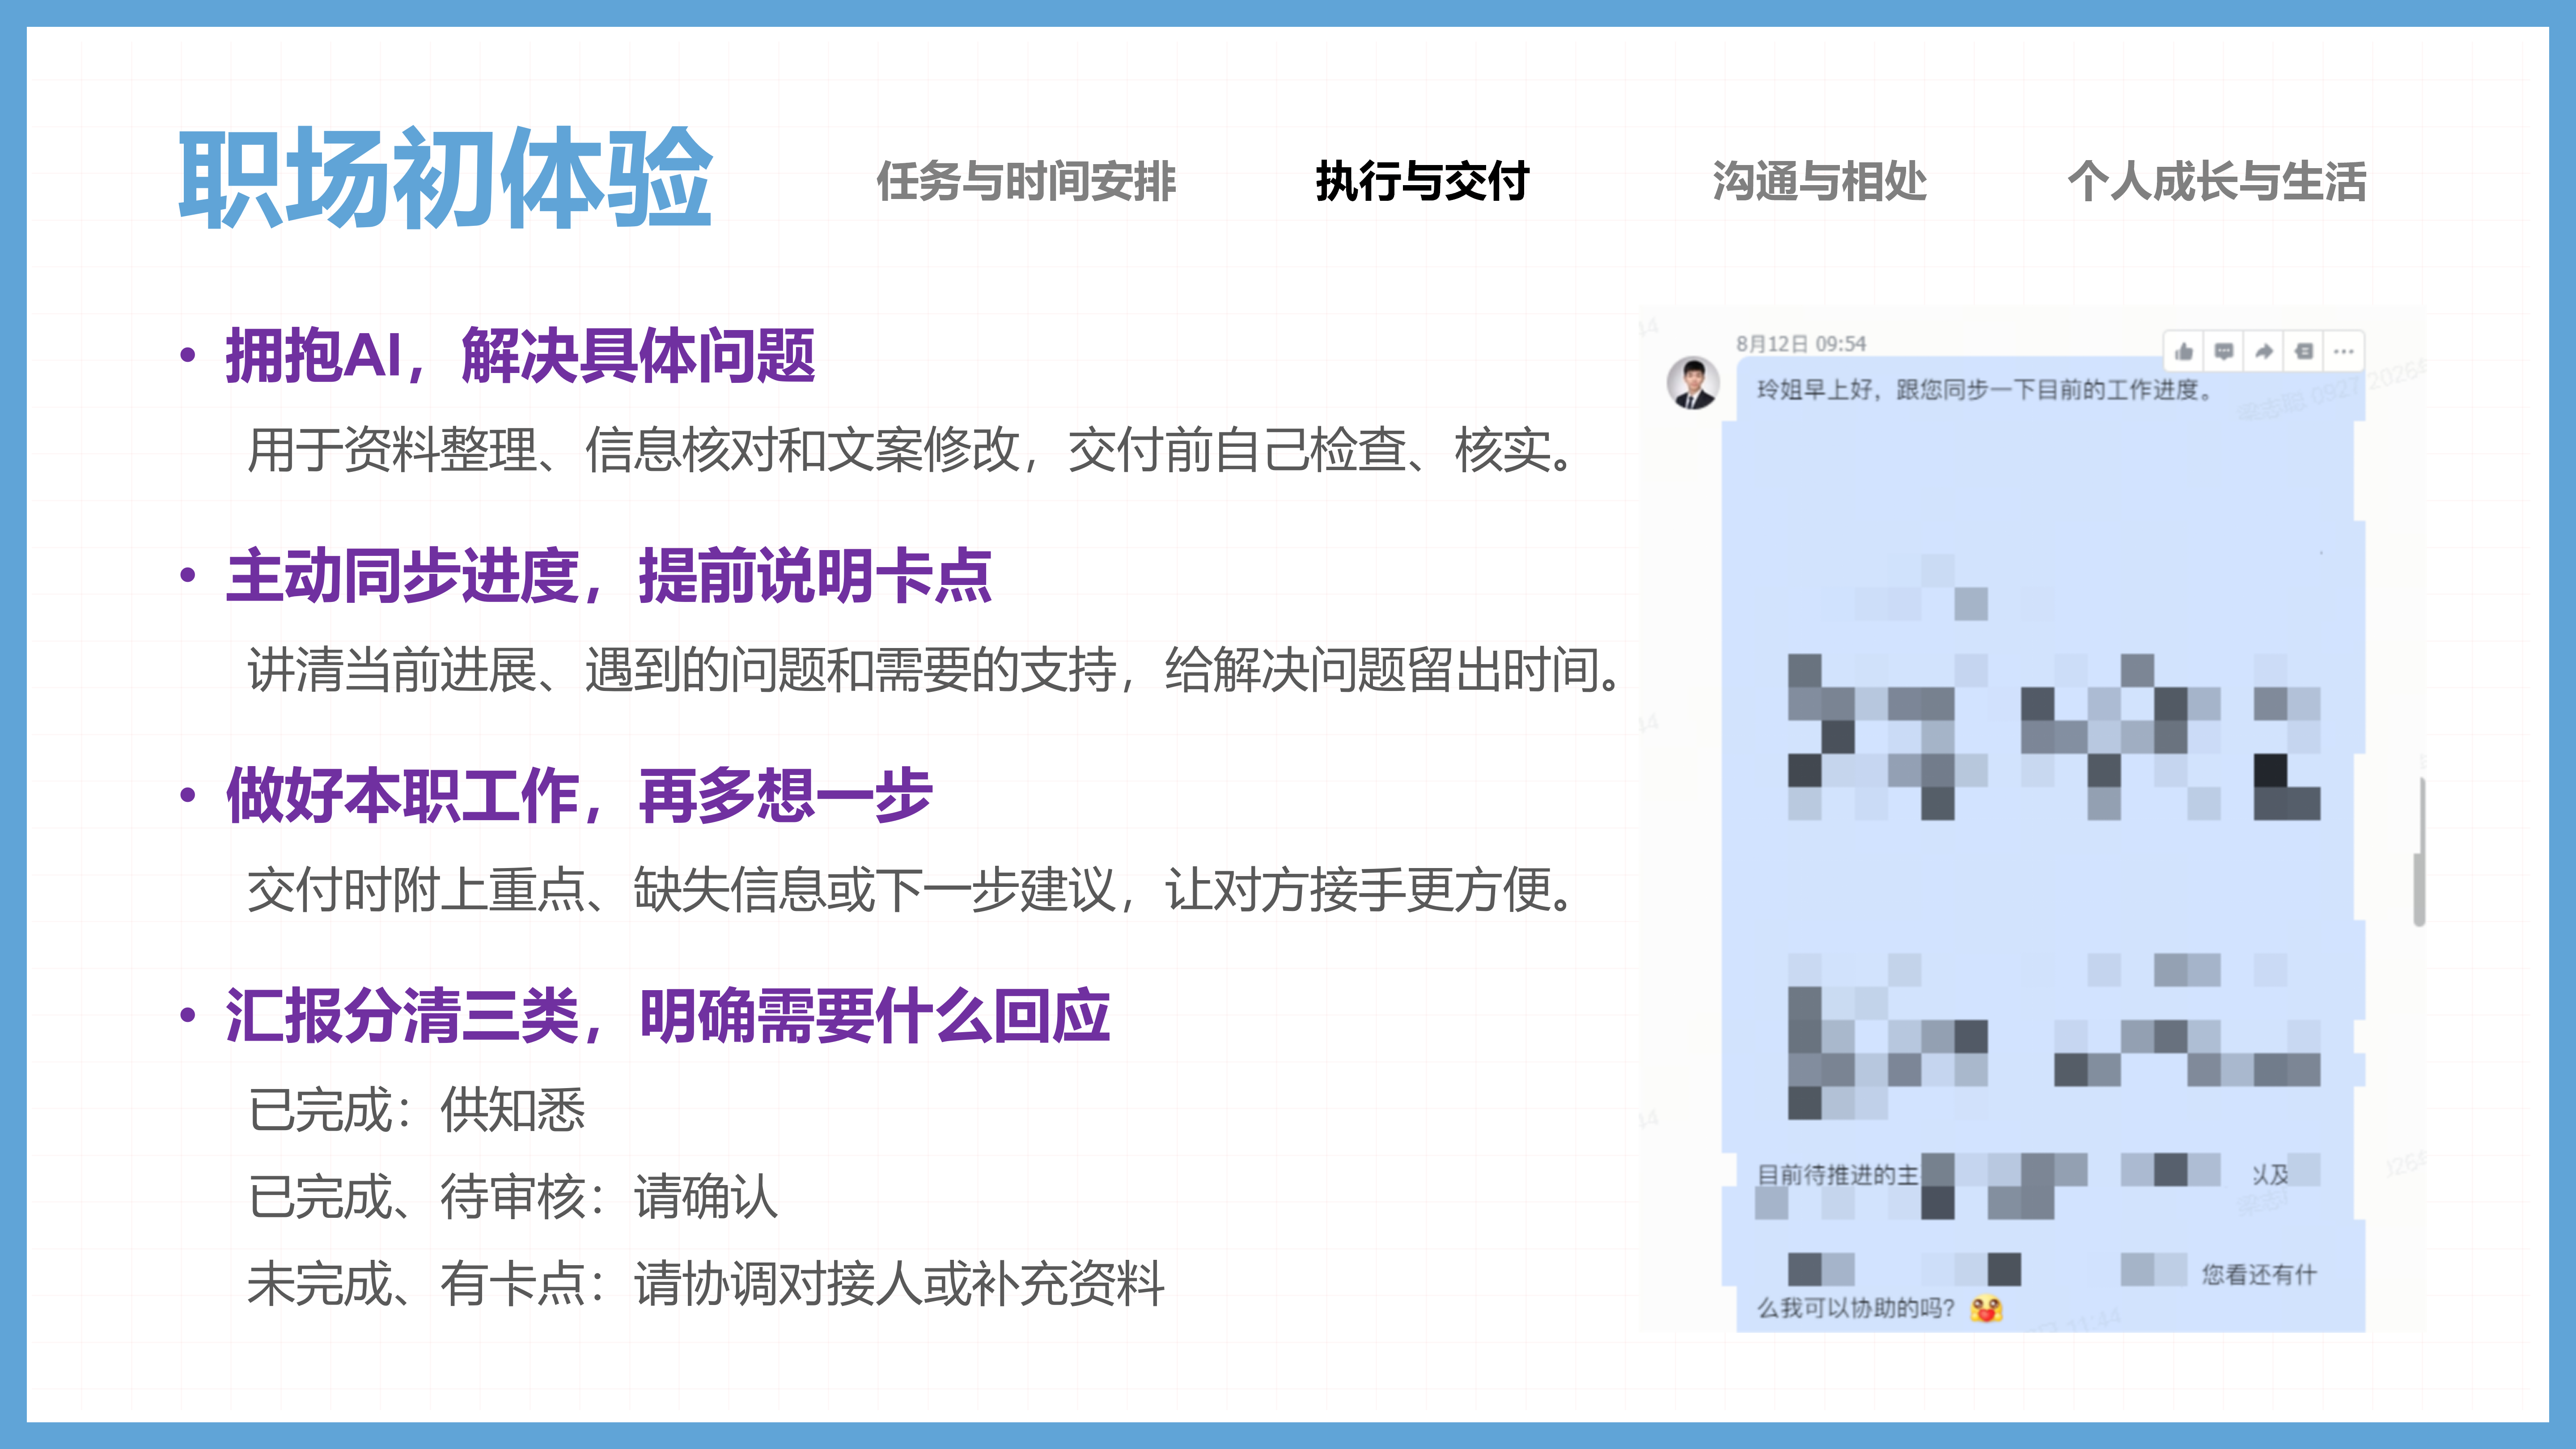 职场初体验
任务与时间安排
执行与交付
沟通与相处
个人成长与生活
• 拥抱AI，解决具体问题
用于资料整理、信息核对和文案修改，交付前自己检查、核实。
• 主动同步进度，提前说明卡点
讲清当前进展、遇到的问题和需要的支持，给解决问题留出时间。
• 做好本职工作，再多想一步
交付时附上重点、缺失信息或下一步建议，让对方接手更方便。
• 汇报分清三类，明确需要什么回应
已完成：供知悉
已完成、待审核：请确认
未完成、有卡点：请协调对接人或补充资料
8月12日 09:54
玲姐早上好，跟您同步一下目前的工作进度。
目前待推进的主
以及
您看还有什
么我可以协助的吗？